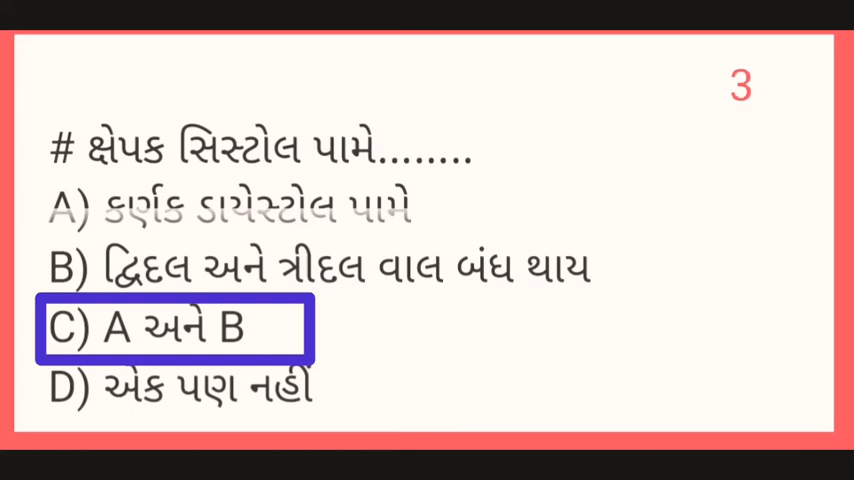 3
# ક્ષેપક સિસ્ટોલ પામે........
A) કર્ણક ડાયેસ્ટોલ પામે
B) દ્વિદલ અને ત્રીદલ વાલ બંધ થાય
C) A અને B
D) એક પણ નહીં